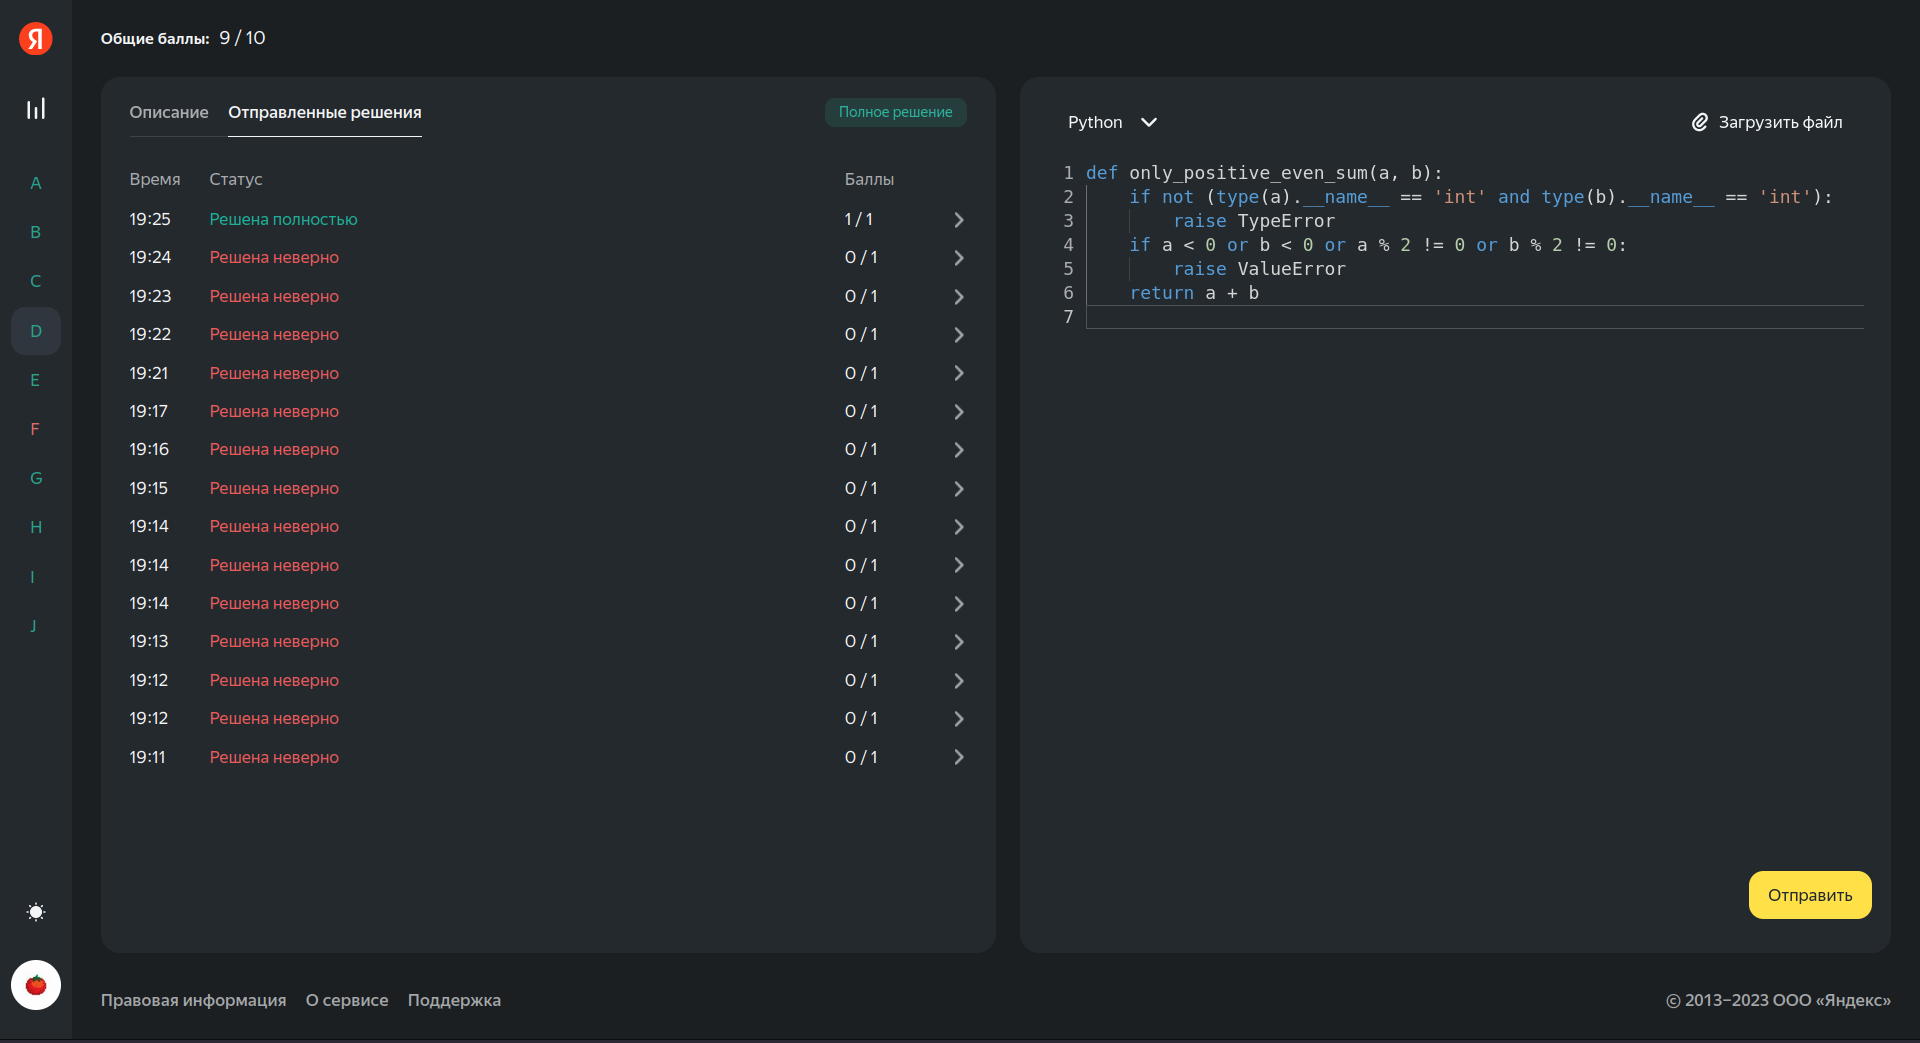 Я
Общие баллы: 9 / 10
A
B
C
D
E
F
G
H
I
J
Описание Отправленные решения Полное решение
Время Статус Баллы
19:25 Решена полностью 1 / 1
19:24 Решена неверно 0 / 1
19:23 Решена неверно 0 / 1
19:22 Решена неверно 0 / 1
19:21 Решена неверно 0 / 1
19:17 Решена неверно 0 / 1
19:16 Решена неверно 0 / 1
19:15 Решена неверно 0 / 1
19:14 Решена неверно 0 / 1
19:14 Решена неверно 0 / 1
19:14 Решена неверно 0 / 1
19:13 Решена неверно 0 / 1
19:12 Решена неверно 0 / 1
19:12 Решена неверно 0 / 1
19:11 Решена неверно 0 / 1
Python Загрузить файл
1 def only_positive_even_sum(a, b):
2 if not (type(a).__name__ == 'int' and type(b).__name__ == 'int'):
3 raise TypeError
4 if a < 0 or b < 0 or a % 2 != 0 or b % 2 != 0:
5 raise ValueError
6 return a + b
7
Отправить
Правовая информация О сервисе Поддержка © 2013–2023 ООО «Яндекс»